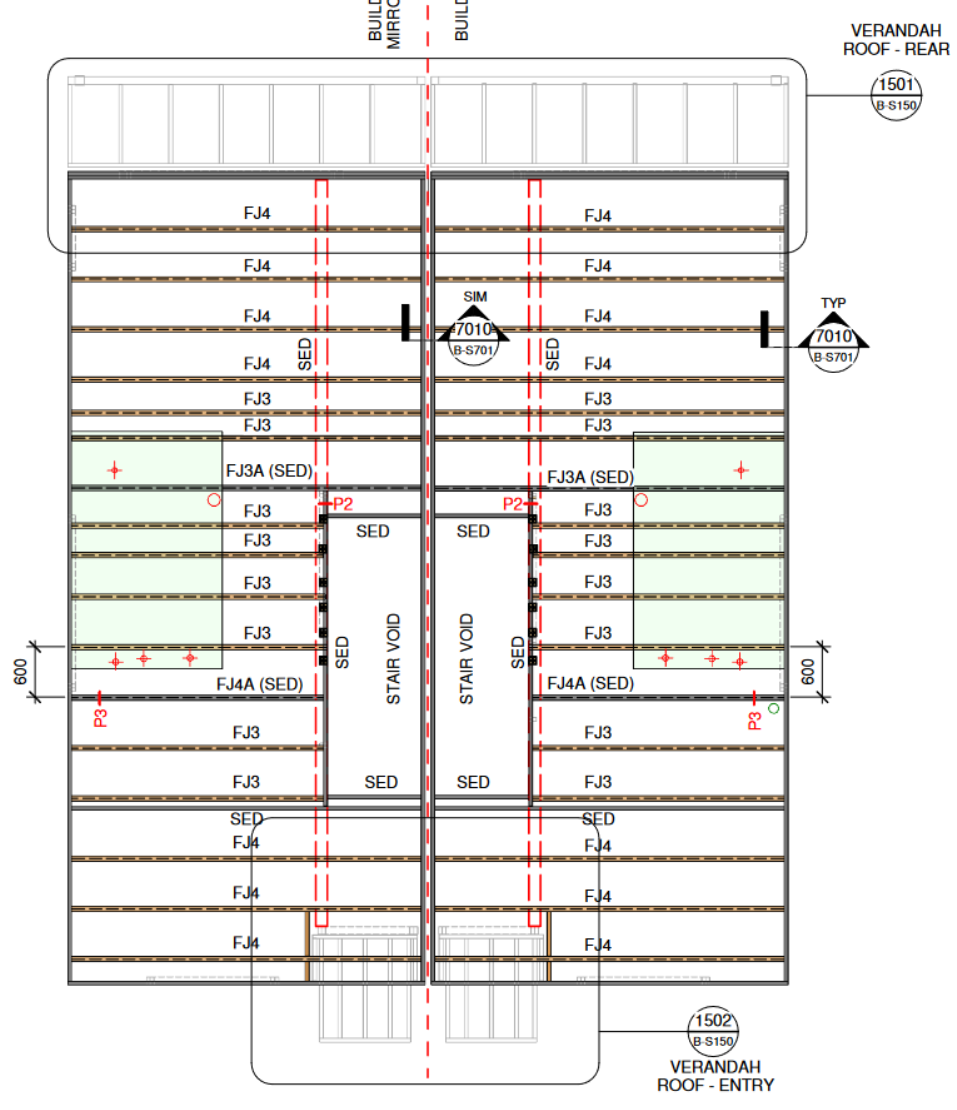 BUILD
MIRRO
BUILD
VERANDAH
ROOF - REAR
1501
B-S150
FJ4
FJ4
FJ4
FJ4
FJ4
SIM
7010
B-S701
TYP
7010
B-S701
FJ4
SED
SED
FJ4
FJ4
FJ3
FJ3
FJ3
FJ3
FJ3A (SED)
FJ3A (SED)
P2
P2
FJ3
FJ3
SED
SED
FJ3
FJ3
FJ3
FJ3
STAIR VOID
STAIR VOID
SED
SED
FJ3
FJ3
600
600
FJ4A (SED)
FJ4A (SED)
P3
P3
FJ3
FJ3
FJ3
SED
SED
FJ3
SED
SED
FJ4
FJ4
FJ4
FJ4
FJ4
FJ4
1502
B-S150
VERANDAH
ROOF - ENTRY